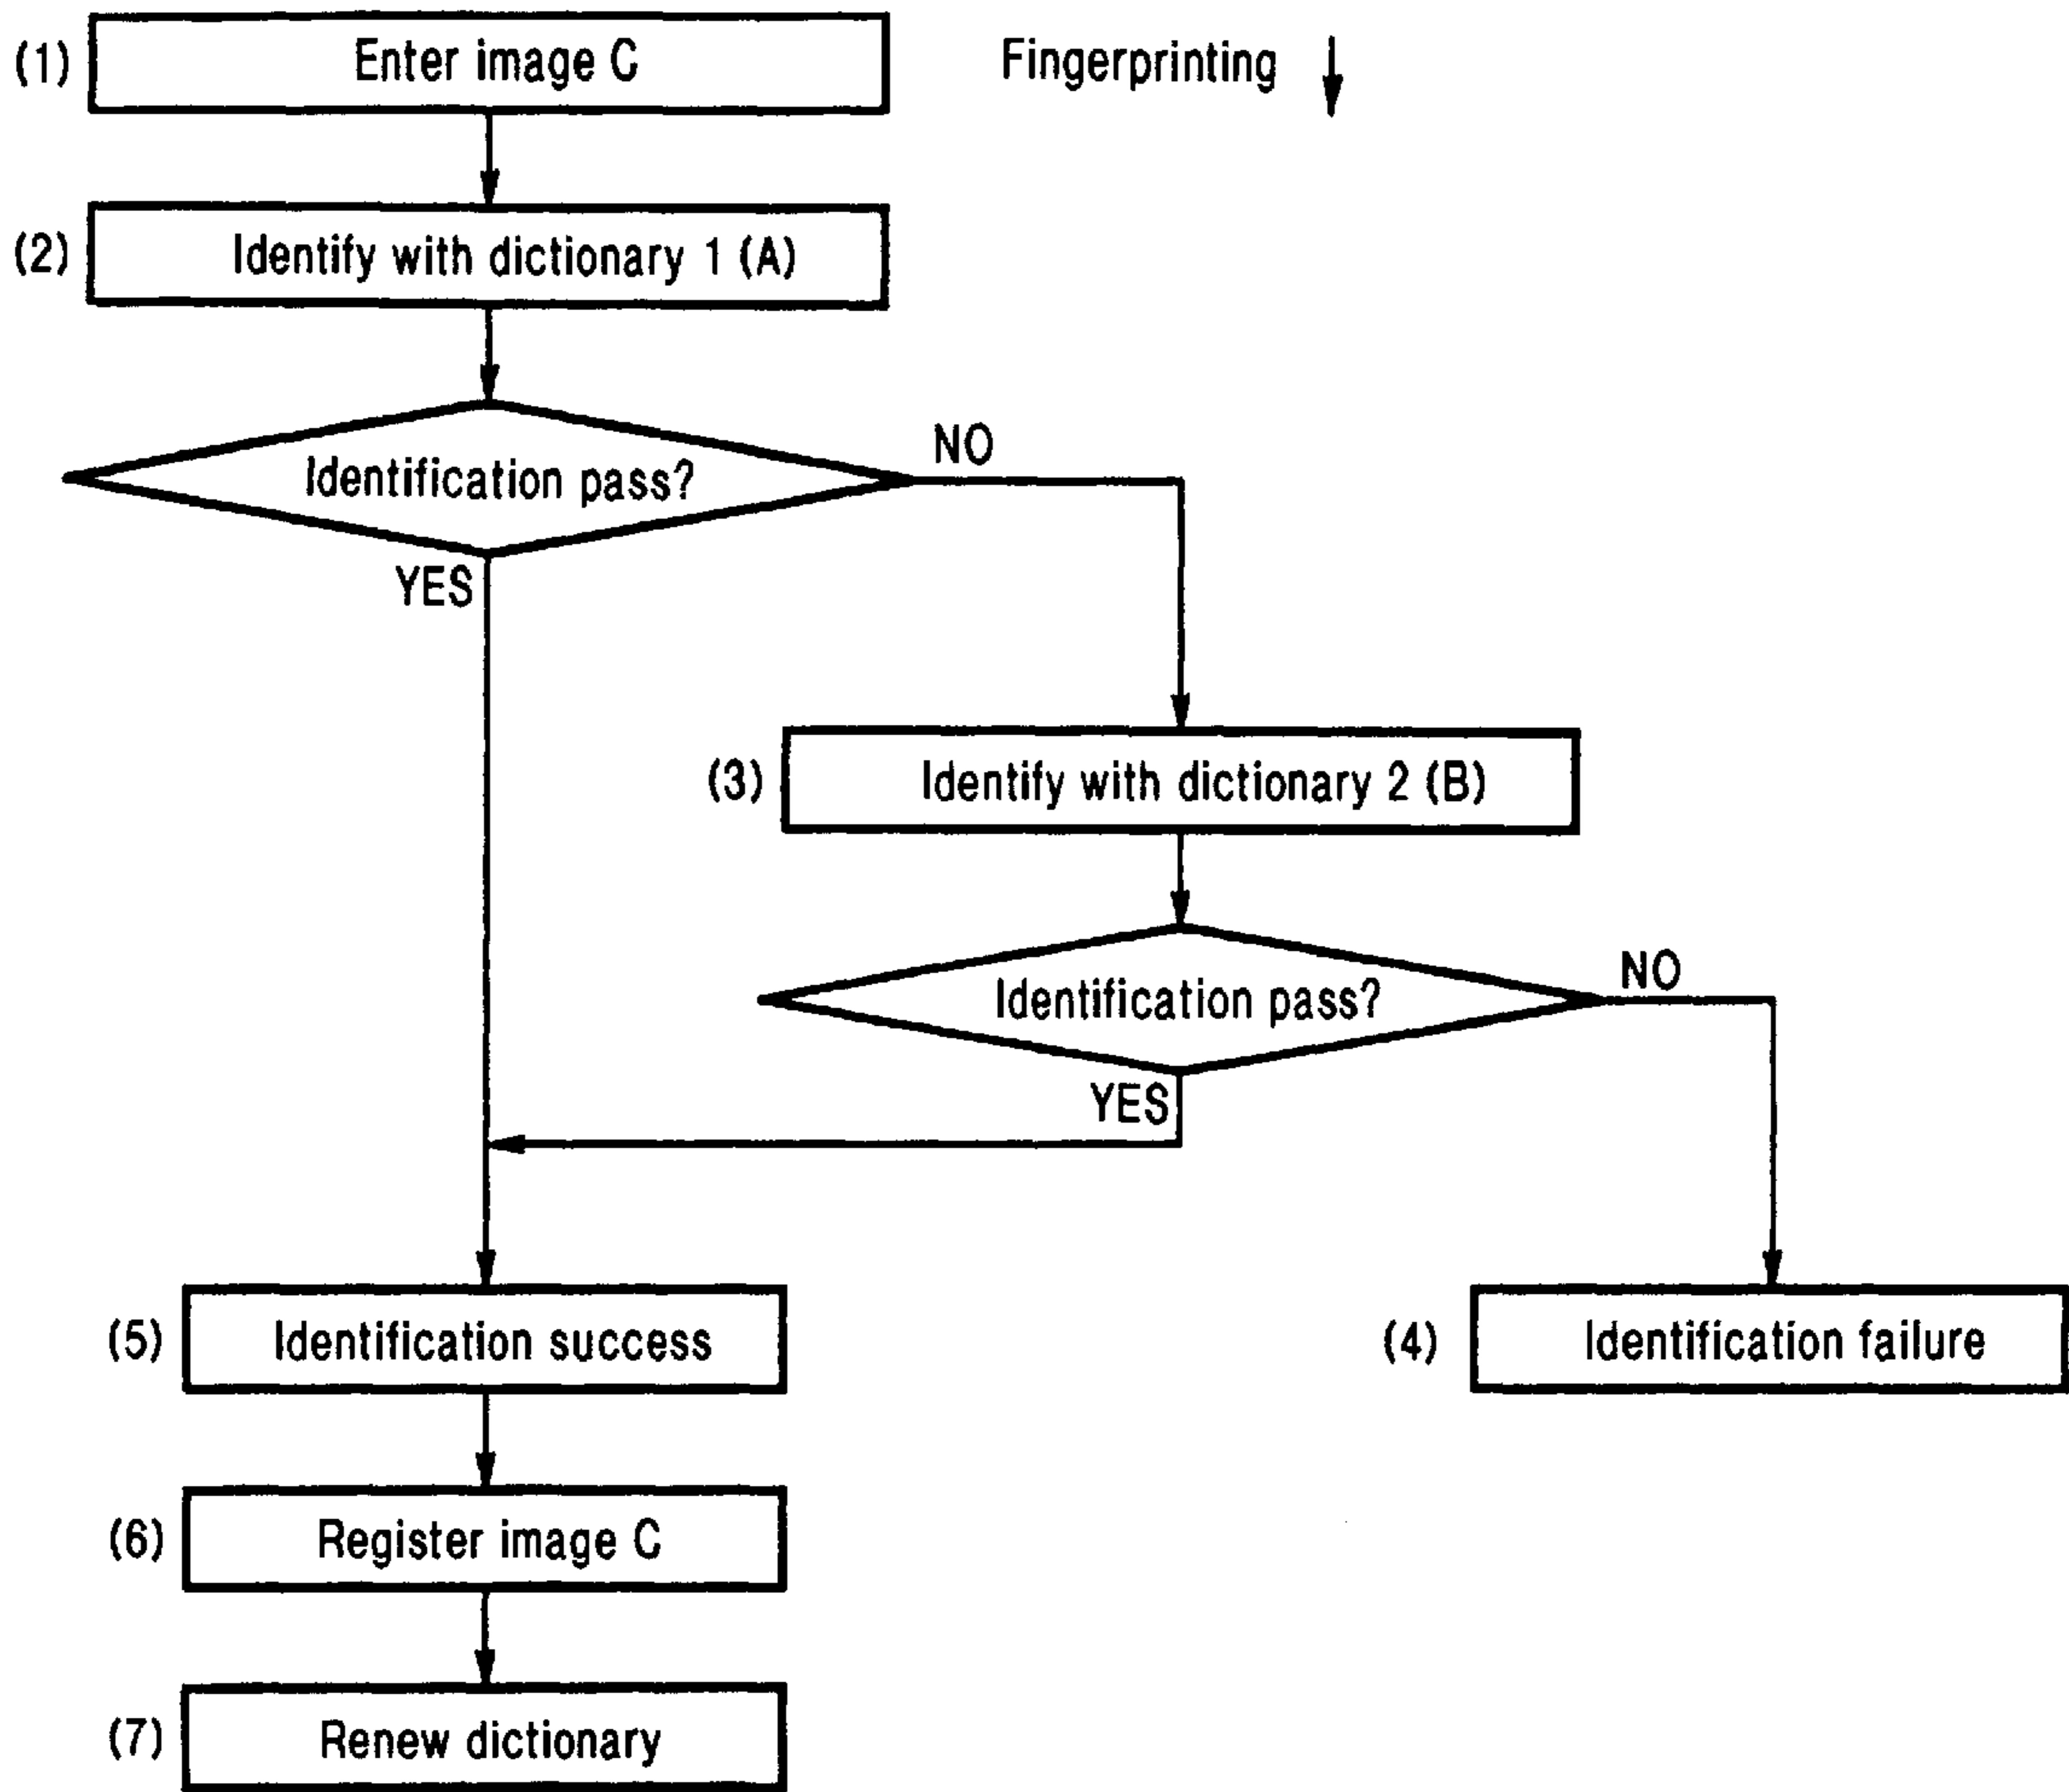 (1) Enter image C
Fingerprinting
(2) Identify with dictionary 1 (A)
Identification pass?
NO
YES
(3) Identify with dictionary 2 (B)
Identification pass?
NO
YES
(5) Identification success
(4) Identification failure
(6) Register image C
(7) Renew dictionary